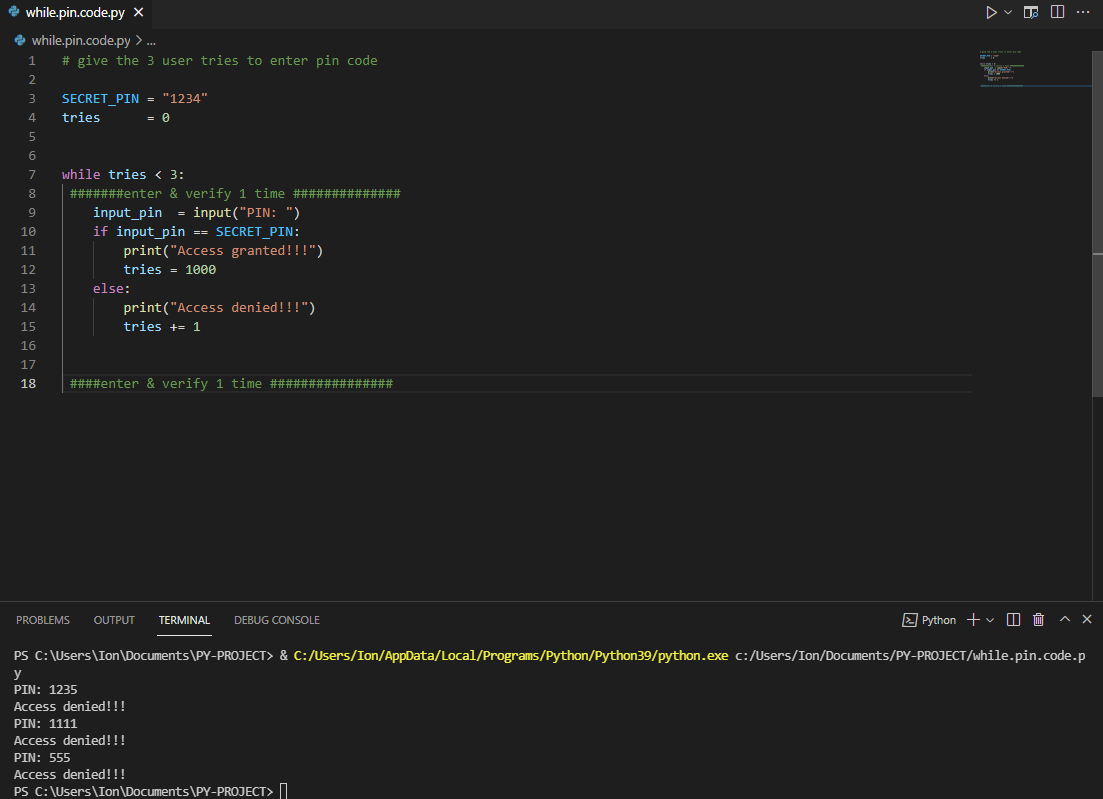 while.pin.code.py
while.pin.code.py > ...
1 # give the 3 user tries to enter pin code
2
3 SECRET_PIN = "1234"
4 tries      = 0
5
6
7 while tries < 3:
8  #######enter & verify 1 time ##############
9     input_pin  = input("PIN: ")
10     if input_pin == SECRET_PIN:
11         print("Access granted!!!")
12         tries = 1000
13     else:
14         print("Access denied!!!")
15         tries += 1
16
17
18  ####enter & verify 1 time ################
PROBLEMS OUTPUT TERMINAL DEBUG CONSOLE Python
PS C:\Users\Ion\Documents\PY-PROJECT> & C:/Users/Ion/AppData/Local/Programs/Python/Python39/python.exe c:/Users/Ion/Documents/PY-PROJECT/while.pin.code.p
y
PIN: 1235
Access denied!!!
PIN: 1111
Access denied!!!
PIN: 555
Access denied!!!
PS C:\Users\Ion\Documents\PY-PROJECT>